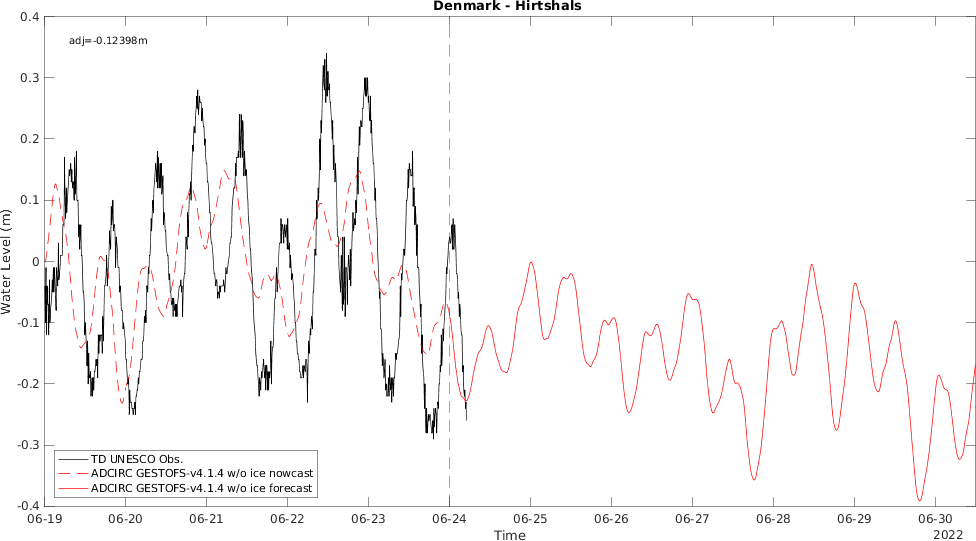 Denmark - Hirtshals
adj=-0.12398m
0.4
0.3
0.2
0.1
0
-0.1
-0.2
-0.3
-0.4
Water Level (m)
TD UNESCO Obs.
ADCIRC GESTOFS-v4.1.4 w/o ice nowcast
ADCIRC GESTOFS-v4.1.4 w/o ice forecast
06-19 06-20 06-21 06-22 06-23 06-24 06-25 06-26 06-27 06-28 06-29 06-30
2022
Time